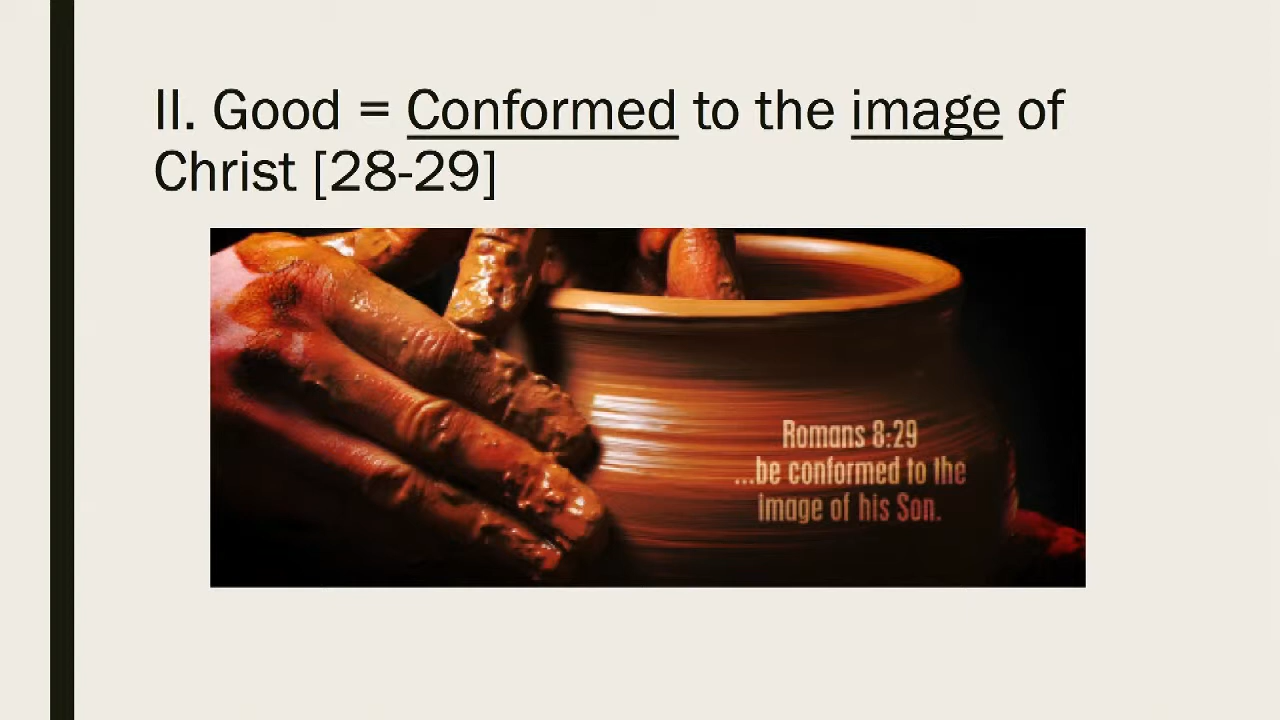 II. Good = Conformed to the image of
Christ [28-29]
Romans 8:29
...be conformed to the
image of his Son.